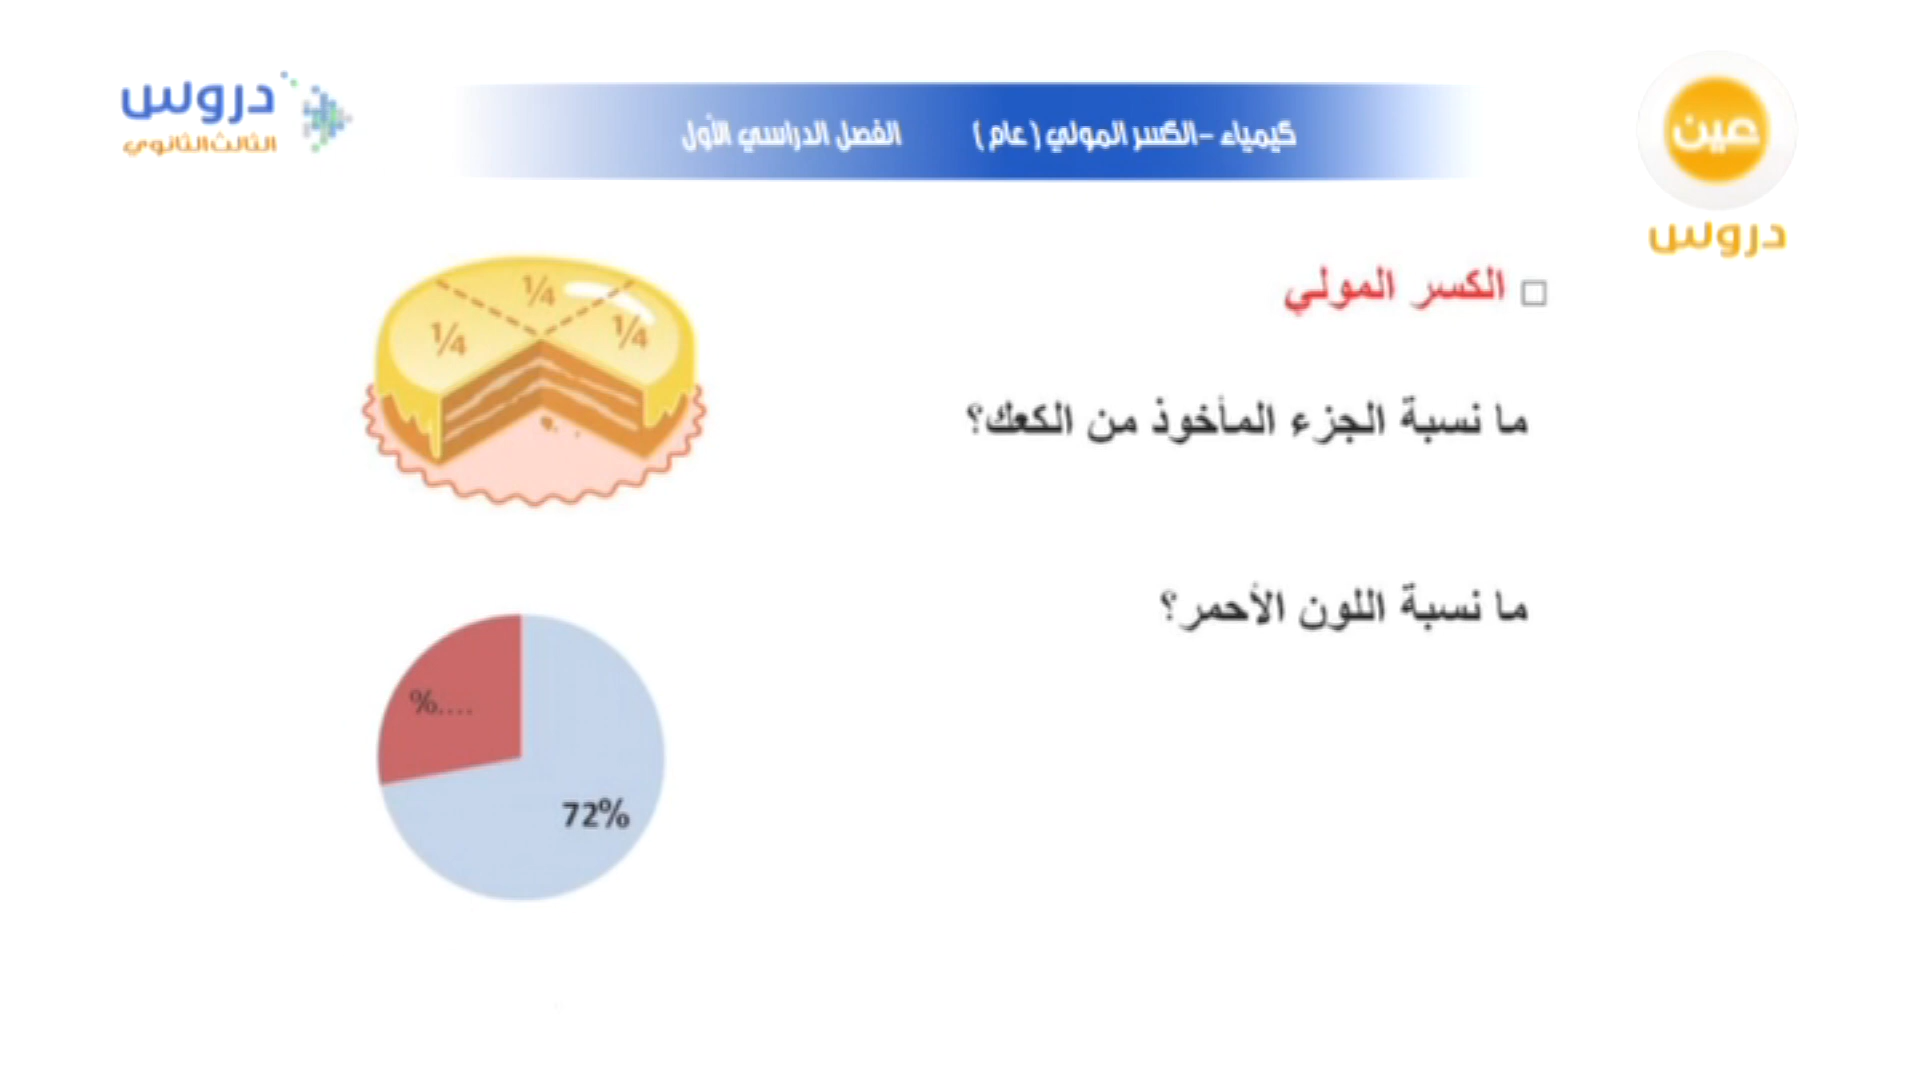 دروس
الثالث الثانوي
كيمياء - الكسر المولي ( عام ) الفصل الدراسي الأول
عين
دروس
الكسر المولي
ما نسبة الجزء المأخوذ من الكعك؟
1/4
1/4
1/4
ما نسبة اللون الأحمر؟
%....
72%